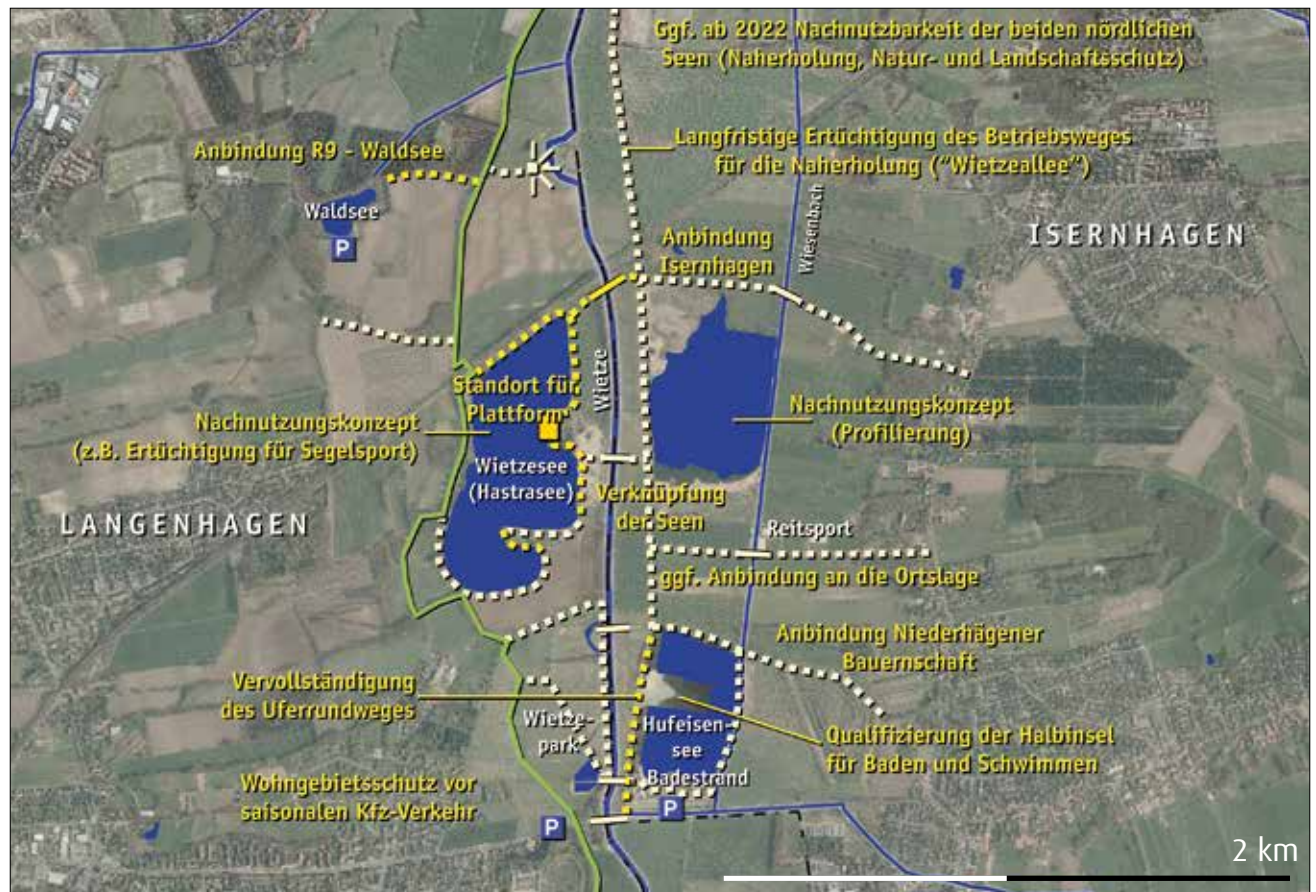 Ggf. ab 2022 Nachnutzbarkeit der beiden nördlichen
Seen (Naherholung, Natur- und Landschaftsschutz)
Anbindung R9 - Waldsee
Langfristige Ertüchtigung des Betriebsweges
für die Naherholung ("Wietzeallee")
Waldsee
P
Wiesenbach
ISERNHAGEN
Anbindung
Isernhagen
Wietze
Standort für
Plattform
Nachnutzungskonzept
(z.B. Ertüchtigung für Segelsport)
Nachnutzungskonzept
(Profilierung)
Wietzesee
(Hastrasee)
Verknüpfung
der Seen
LANGENHAGEN
Reitsport
ggf. Anbindung an die Ortslage
Anbindung Niederhägener
Bauernschaft
Vervollständigung
des Uferrundweges
Wietze-
park
Hufeisen-
see
Badestrand
Qualifizierung der Halbinsel
für Baden und Schwimmen
Wohngebietsschutz vor
saisonalen Kfz-Verkehr
P
P
2 km